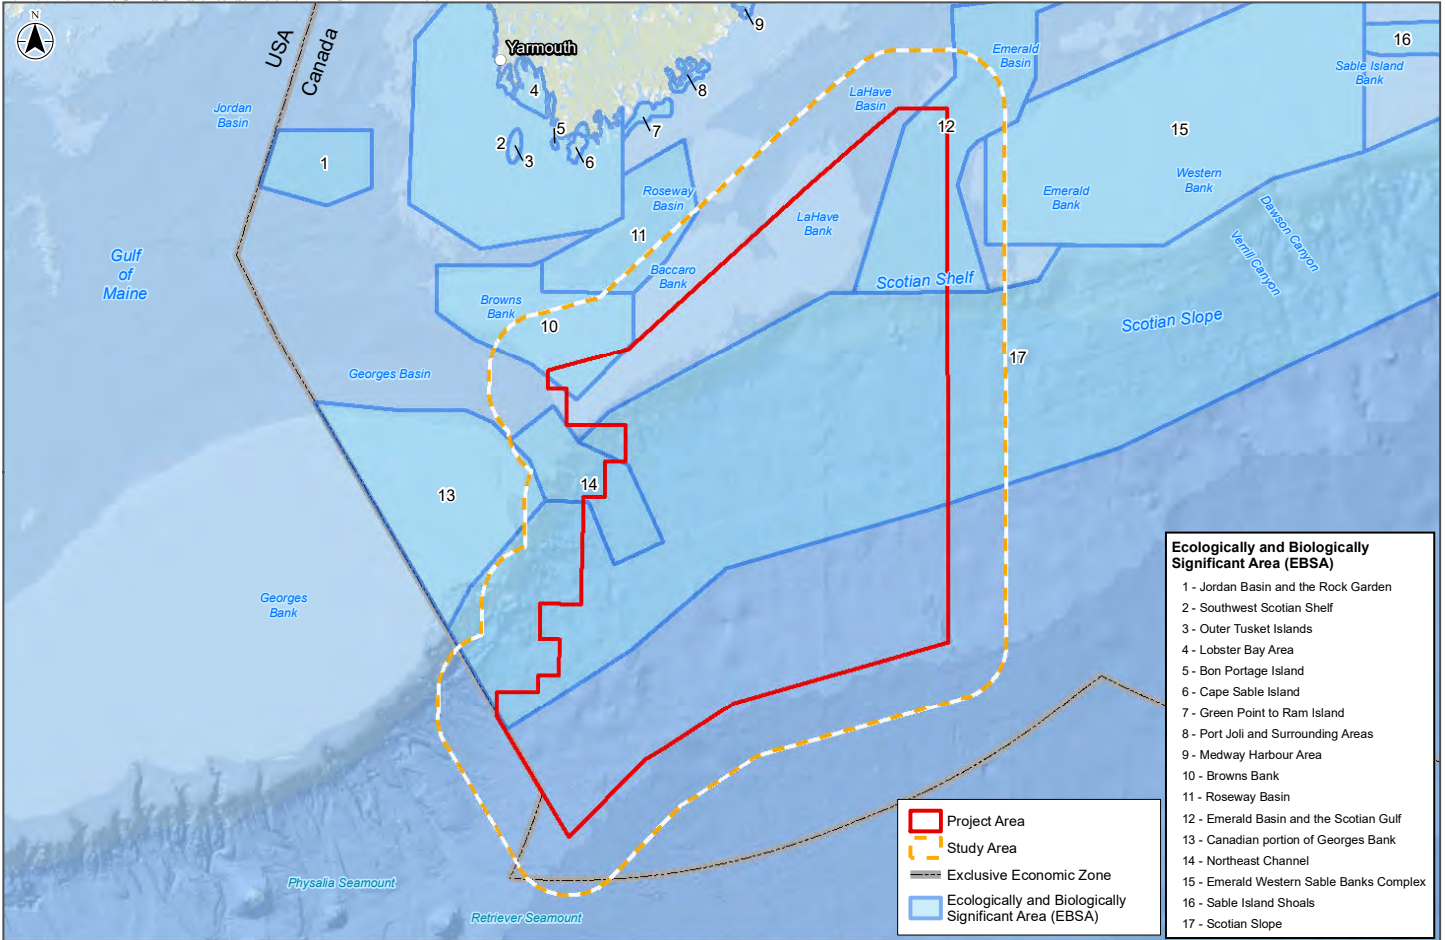 N
USA
Canada
Yarmouth
9
Emerald
Basin
16
Sable Island
Bank
4
8
LaHave
Basin
Jordan
Basin
5
7
12
15
2
3
6
1
Roseway
Basin
Emerald
Bank
Western
Bank
LaHave
Bank
Dawson Canyon
Verrill Canyon
11
Gulf
of
Maine
Baccaro
Bank
Scotian Shelf
Browns
Bank
10
Scotian Slope
17
Georges Basin
14
13
Georges
Bank
Physalia Seamount
Retriever Seamount
Project Area
Study Area
Exclusive Economic Zone
Ecologically and Biologically
Significant Area (EBSA)
Ecologically and Biologically
Significant Area (EBSA)
1 - Jordan Basin and the Rock Garden
2 - Southwest Scotian Shelf
3 - Outer Tusket Islands
4 - Lobster Bay Area
5 - Bon Portage Island
6 - Cape Sable Island
7 - Green Point to Ram Island
8 - Port Joli and Surrounding Areas
9 - Medway Harbour Area
10 - Browns Bank
11 - Roseway Basin
12 - Emerald Basin and the Scotian Gulf
13 - Canadian portion of Georges Bank
14 - Northeast Channel
15 - Emerald Western Sable Banks Complex
16 - Sable Island Shoals
17 - Scotian Slope